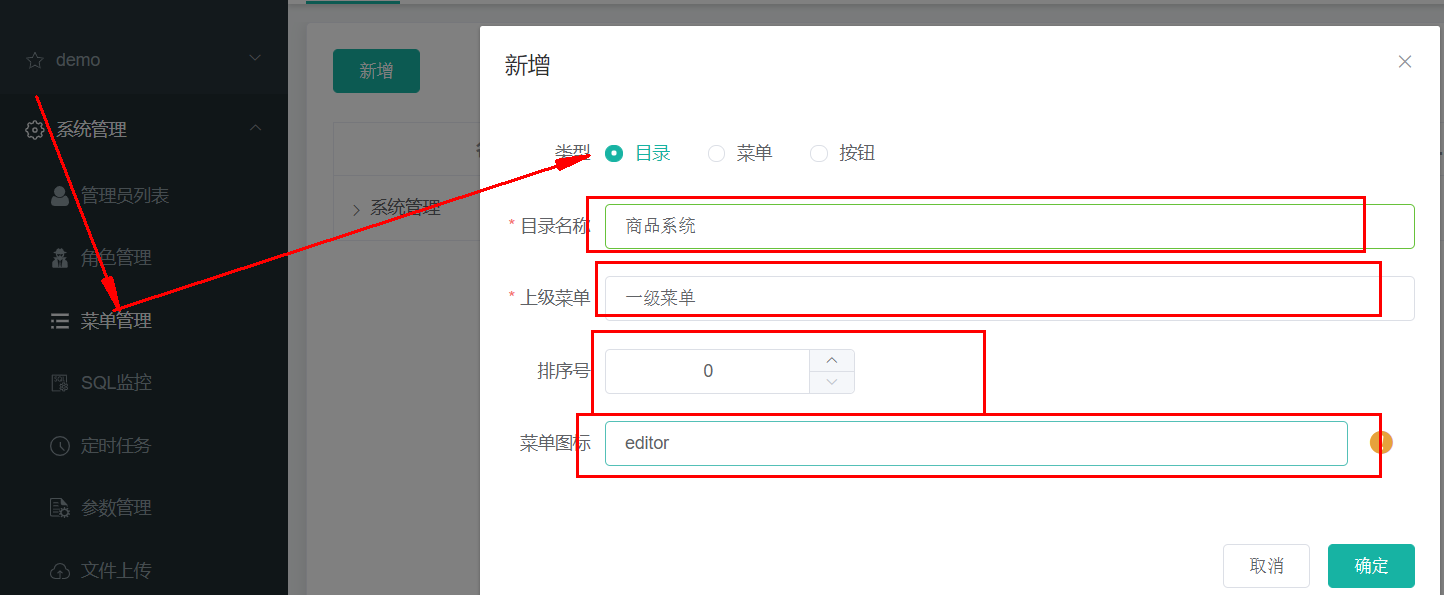 demo
系统管理
管理员列表
角色管理
菜单管理
SQL监控
定时任务
参数管理
文件上传
新增
系统管理
新增
类型
目录
菜单
按钮
* 目录名称
商品系统
* 上级菜单
一级菜单
排序号
0
菜单图标
editor
取消
确定